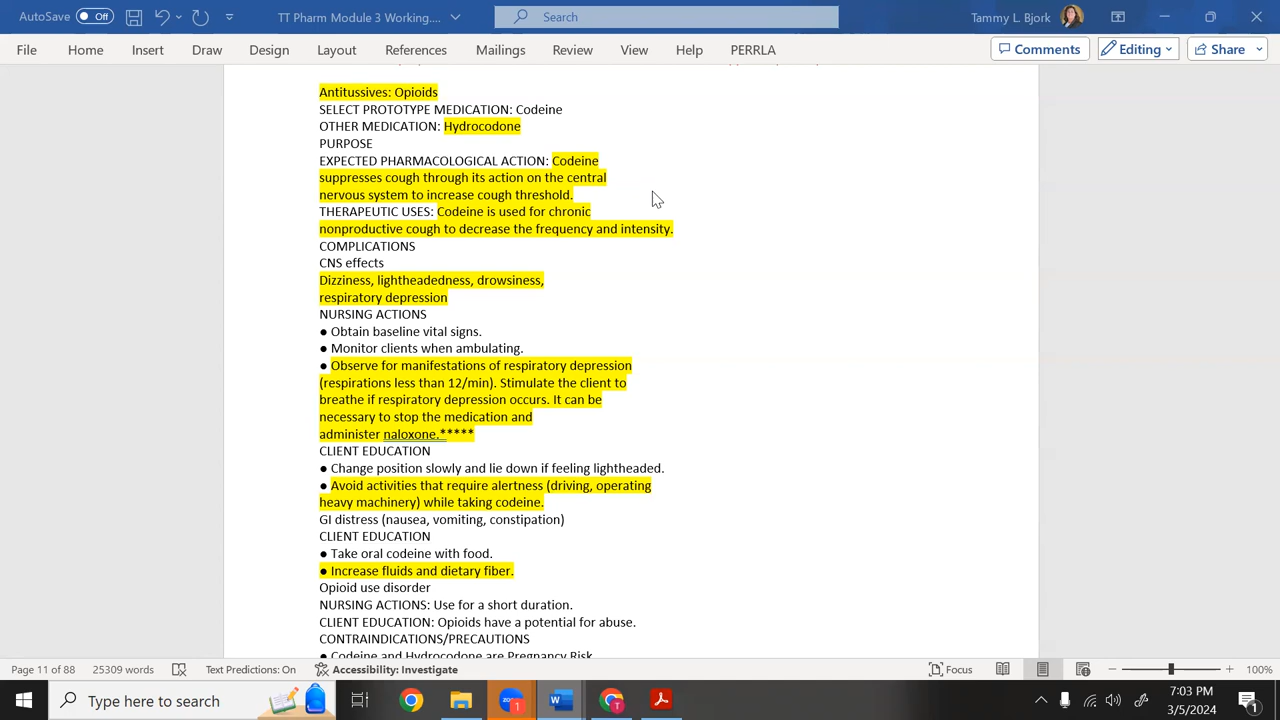 AutoSave Off TT Pharm Module 3 Working.... Search Tammy L. Bjork
File Home Insert Draw Design Layout References Mailings Review View Help PERRLA Comments Editing Share
Antitussives: Opioids
SELECT PROTOTYPE MEDICATION: Codeine
OTHER MEDICATION: Hydrocodone
PURPOSE
EXPECTED PHARMACOLOGICAL ACTION: Codeine
suppresses cough through its action on the central
nervous system to increase cough threshold.
THERAPEUTIC USES: Codeine is used for chronic
nonproductive cough to decrease the frequency and intensity.
COMPLICATIONS
CNS effects
Dizziness, lightheadedness, drowsiness,
respiratory depression
NURSING ACTIONS
● Obtain baseline vital signs.
● Monitor clients when ambulating.
● Observe for manifestations of respiratory depression
(respirations less than 12/min). Stimulate the client to
breathe if respiratory depression occurs. It can be
necessary to stop the medication and
administer naloxone.*****
CLIENT EDUCATION
● Change position slowly and lie down if feeling lightheaded.
● Avoid activities that require alertness (driving, operating
heavy machinery) while taking codeine.
GI distress (nausea, vomiting, constipation)
CLIENT EDUCATION
● Take oral codeine with food.
● Increase fluids and dietary fiber.
Opioid use disorder
NURSING ACTIONS: Use for a short duration.
CLIENT EDUCATION: Opioids have a potential for abuse.
CONTRAINDICATIONS/PRECAUTIONS
● Codeine and Hydrocodone are Pregnancy Risk
Page 11 of 88 25309 words Text Predictions: On Accessibility: Investigate Focus 100%
Type here to search zoom 1 T 7:03 PM
3/5/2024 1